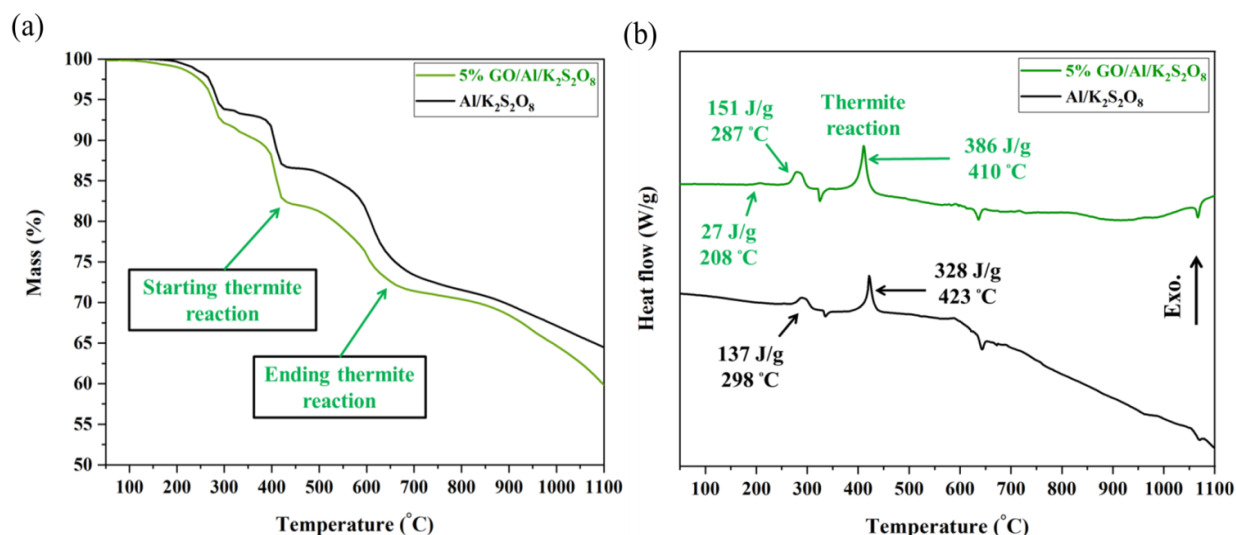 (a)
100
95
90
85
80
75
70
65
60
55
50
Mass (%)
5% GO/Al/K₂S₂O₈
Al/K₂S₂O₈
Starting thermite
reaction
Ending thermite
reaction
100 200 300 400 500 600 700 800 900 1000 1100
Temperature (°C)
(b)
Heat flow (W/g)
5% GO/Al/K₂S₂O₈
Al/K₂S₂O₈
151 J/g
287 °C
Thermite
reaction
386 J/g
410 °C
27 J/g
208 °C
328 J/g
423 °C
137 J/g
298 °C
Exo.
100 200 300 400 500 600 700 800 900 1000 1100
Temperature (°C)